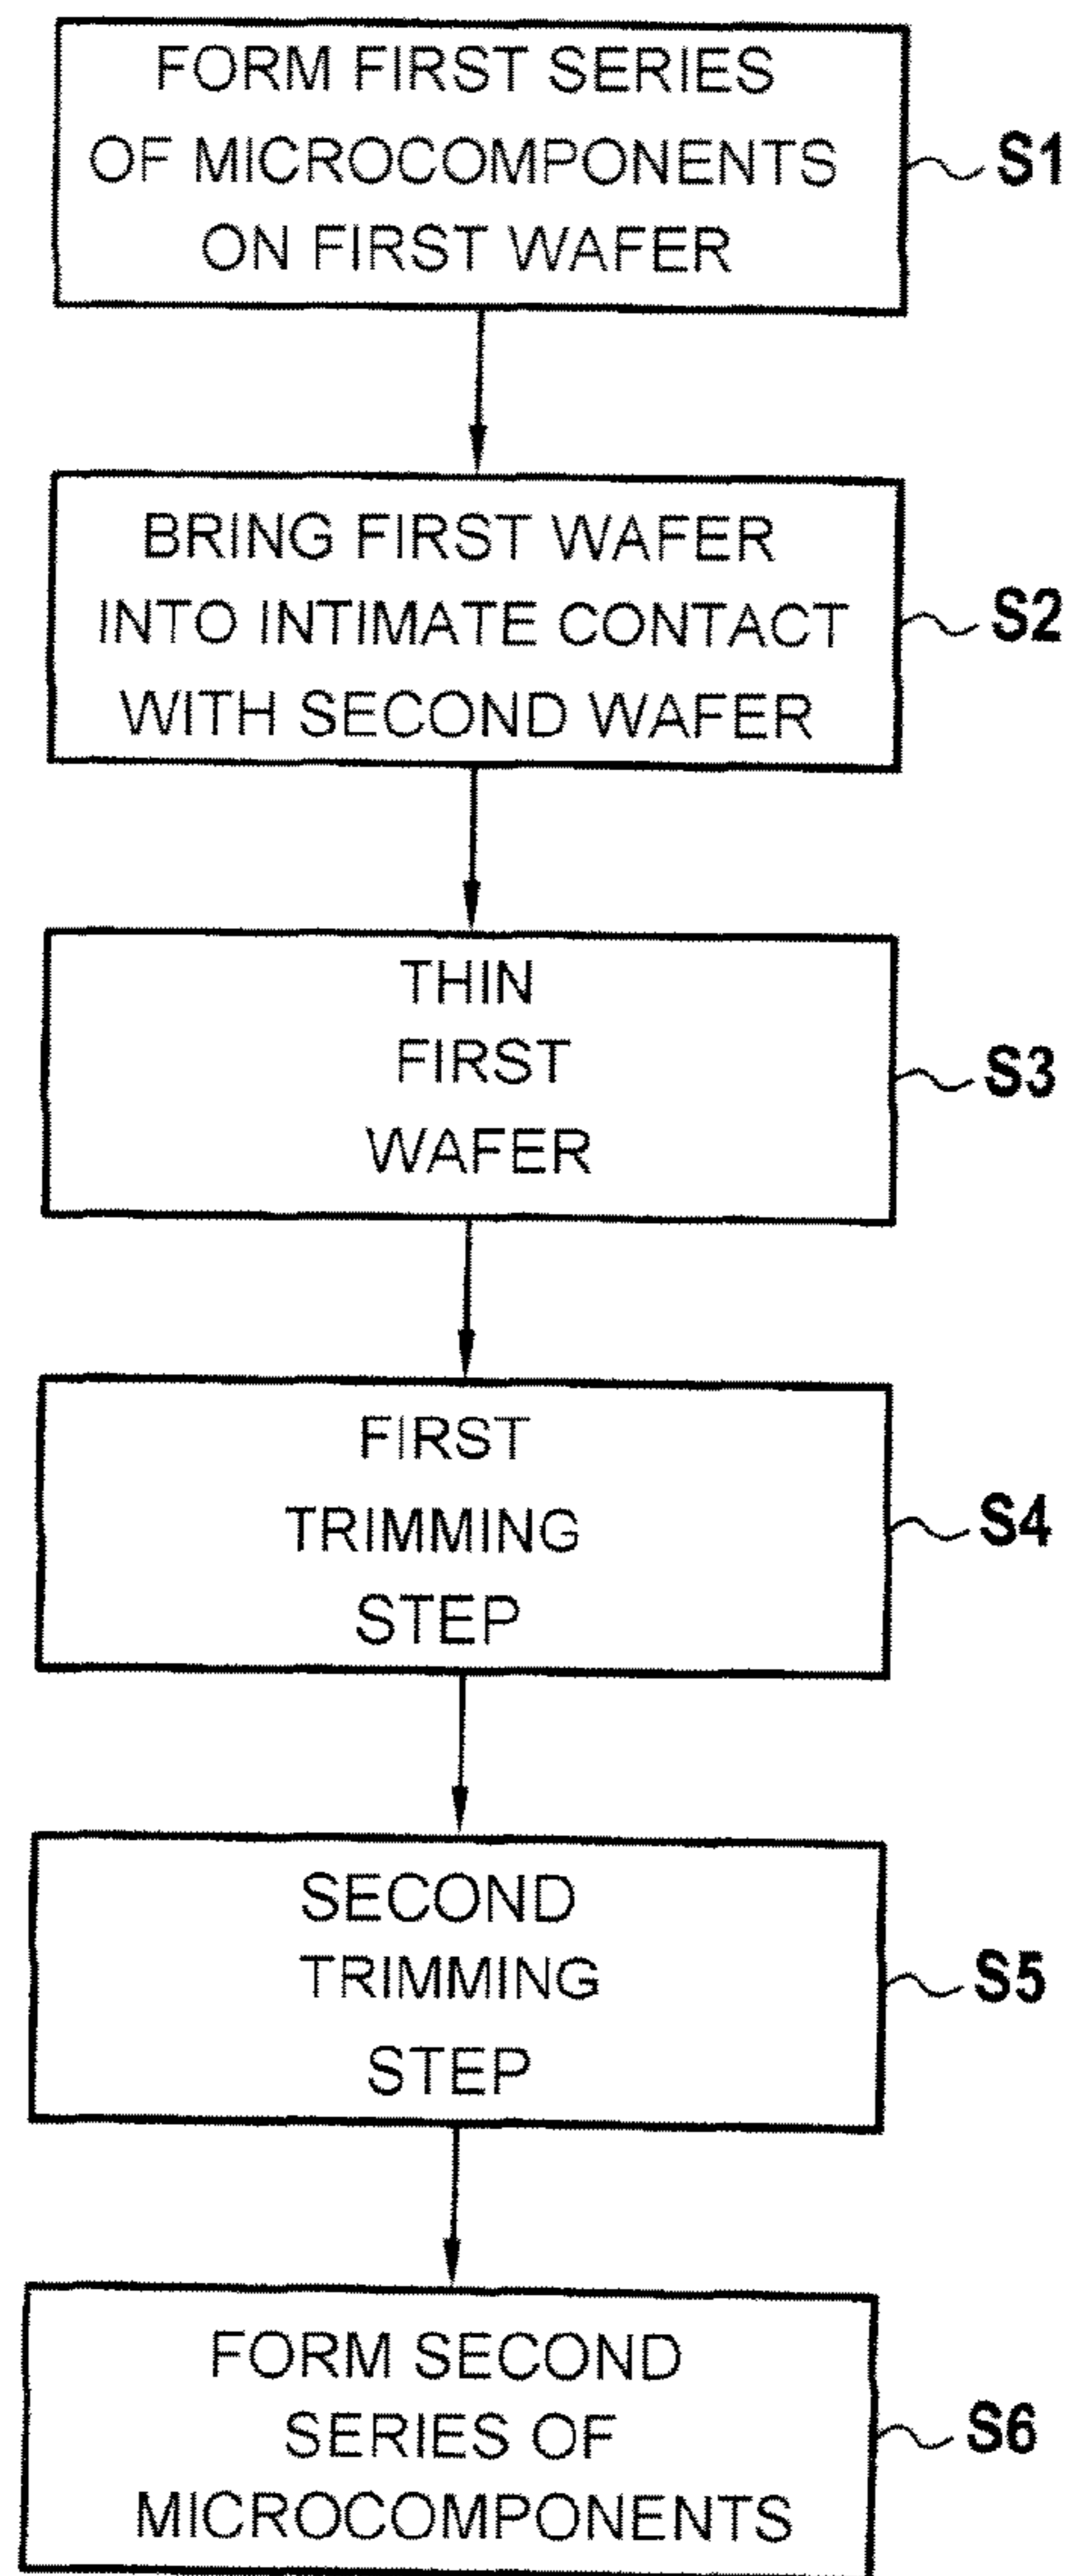 FORM FIRST SERIES
OF MICROCOMPONENTS
ON FIRST WAFER
S1
BRING FIRST WAFER
INTO INTIMATE CONTACT
WITH SECOND WAFER
S2
THIN
FIRST
WAFER
S3
FIRST
TRIMMING
STEP
S4
SECOND
TRIMMING
STEP
S5
FORM SECOND
SERIES OF
MICROCOMPONENTS
S6